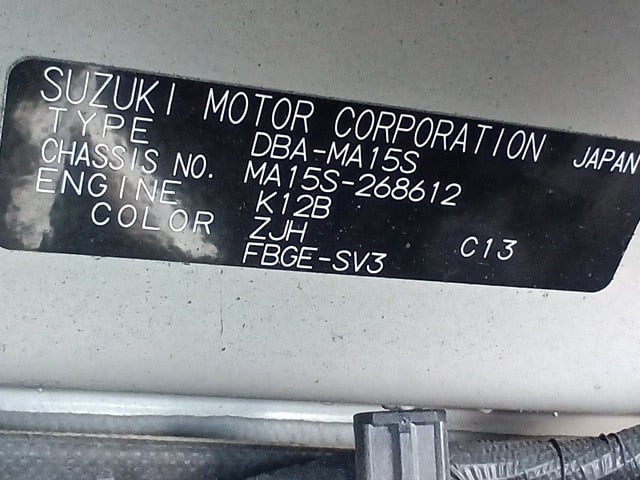 SUZUKI MOTOR CORPORATION JAPAN
TYPE DBA-MA15S
CHASSIS NO. MA15S-268612
ENGINE K12B
COLOR ZJH C13
FBGE-SV3